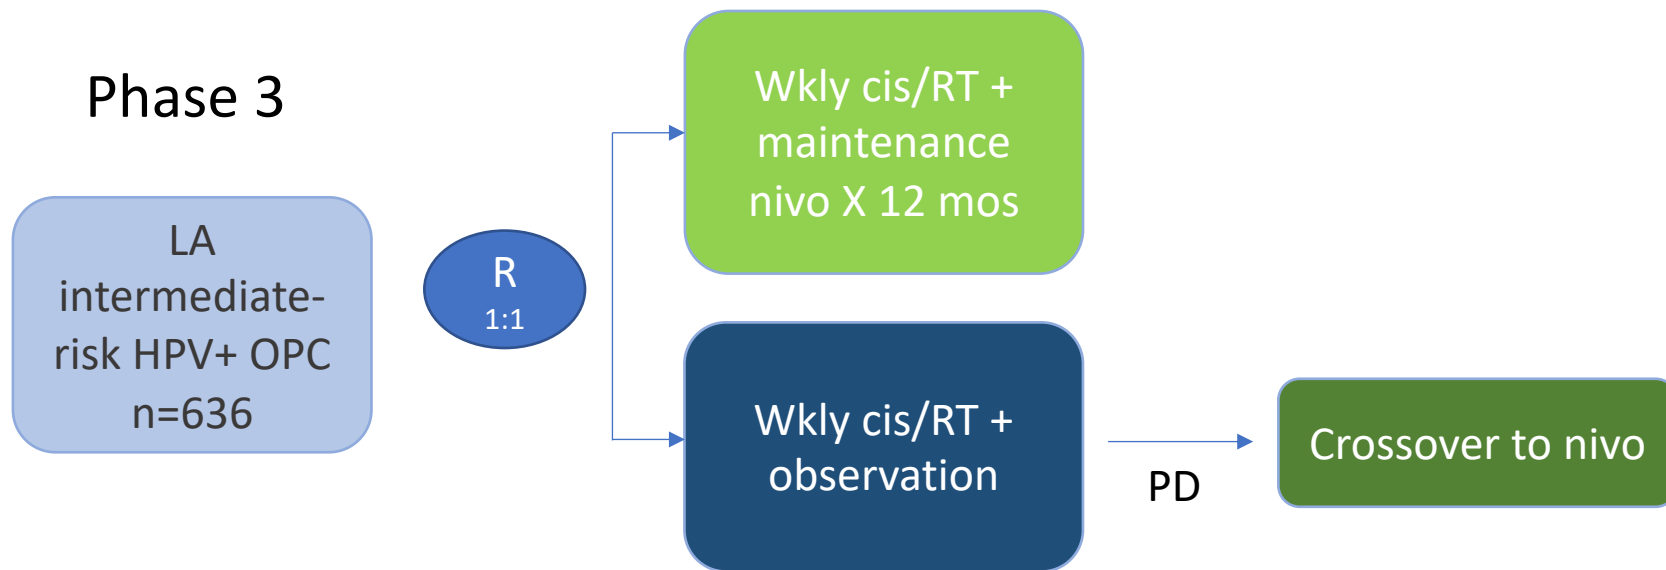 Phase 3
LA
intermediate-
risk HPV+ OPC
n=636
R
1:1
Wkly cis/RT +
maintenance
nivo X 12 mos
Wkly cis/RT +
observation
PD
Crossover to nivo